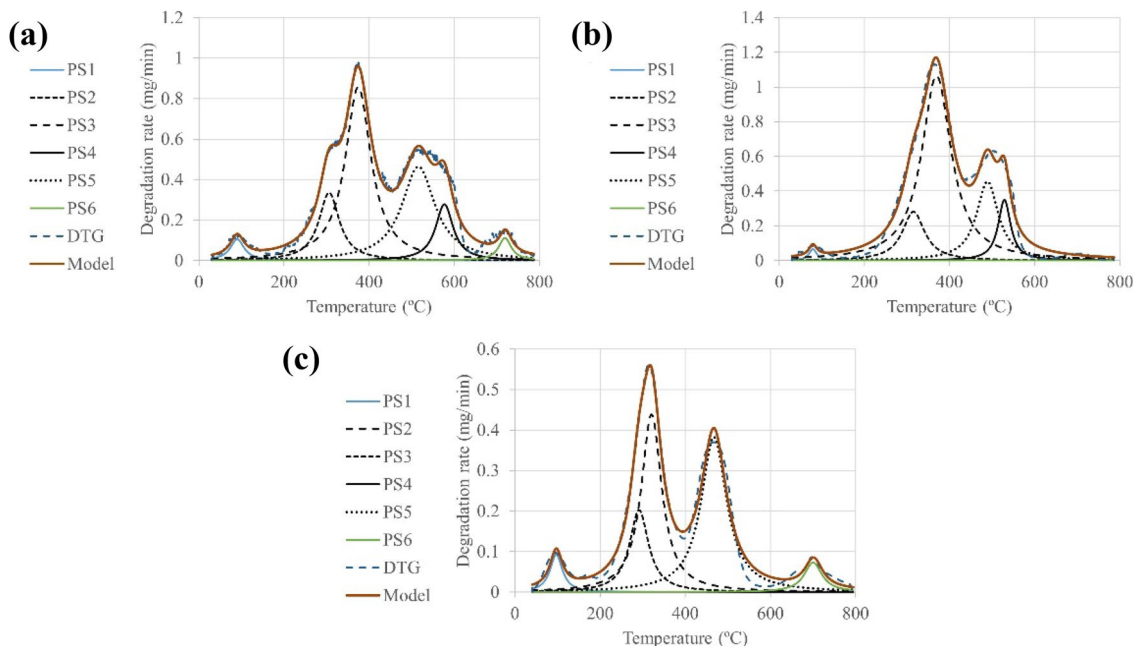 (a)
Degradation rate (mg/min)
1.2
1
0.8
0.6
0.4
0.2
0
0 200 400 600 800
Temperature (ºC)
PS1
PS2
PS3
PS4
PS5
PS6
DTG
Model
(b)
Degradation rate (mg/min)
1.4
1.2
1
0.8
0.6
0.4
0.2
0
0 200 400 600 800
Temperature (ºC)
PS1
PS2
PS3
PS4
PS5
PS6
DTG
Model
(c)
Degradation rate (mg/min)
0.6
0.5
0.4
0.3
0.2
0.1
0
0 200 400 600 800
Temperature (ºC)
PS1
PS2
PS3
PS4
PS5
PS6
DTG
Model